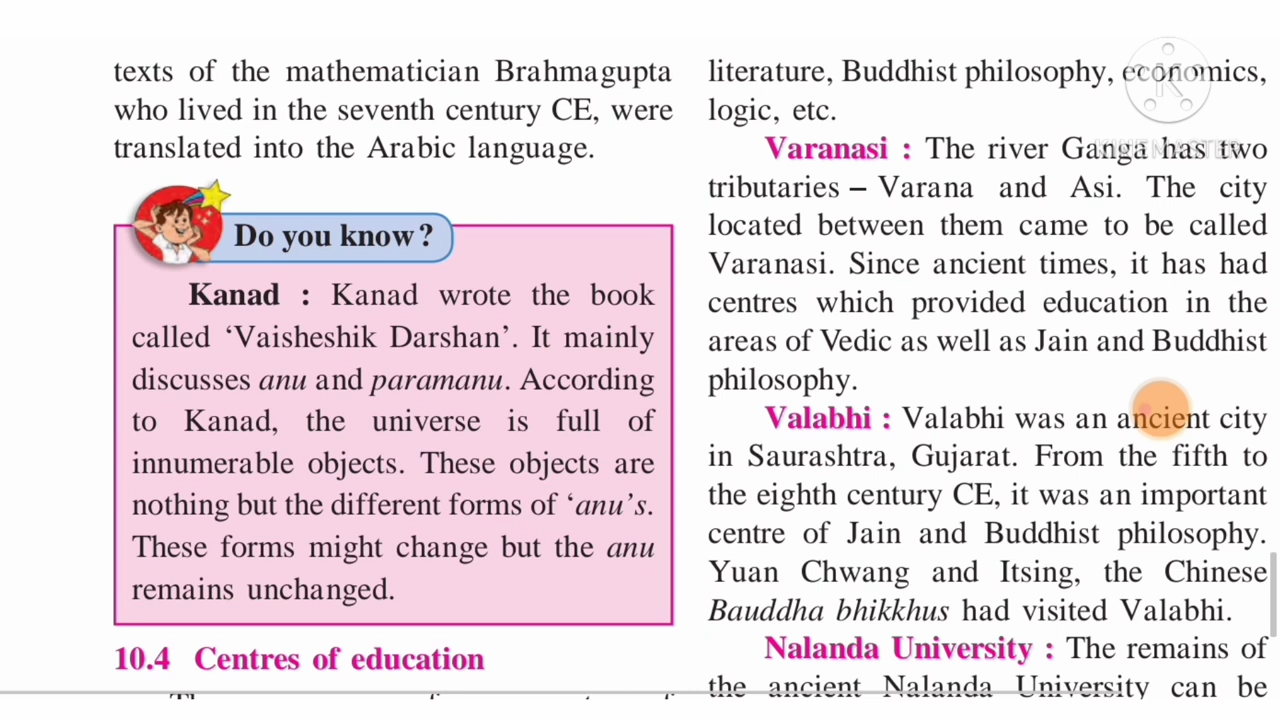 texts of the mathematician Brahmagupta
who lived in the seventh century CE, were
translated into the Arabic language.
Do you know?
Kanad : Kanad wrote the book
called ‘Vaisheshik Darshan’. It mainly
discusses anu and paramanu. According
to Kanad, the universe is full of
innumerable objects. These objects are
nothing but the different forms of ‘anu’s.
These forms might change but the anu
remains unchanged.
10.4 Centres of education
literature, Buddhist philosophy, economics,
logic, etc.
Varanasi : The river Ganga has two
tributaries – Varana and Asi. The city
located between them came to be called
Varanasi. Since ancient times, it has had
centres which provided education in the
areas of Vedic as well as Jain and Buddhist
philosophy.
Valabhi : Valabhi was an ancient city
in Saurashtra, Gujarat. From the fifth to
the eighth century CE, it was an important
centre of Jain and Buddhist philosophy.
Yuan Chwang and Itsing, the Chinese
Bauddha bhikkhus had visited Valabhi.
Nalanda University : The remains of
the ancient Nalanda University can be
KINEMASTER